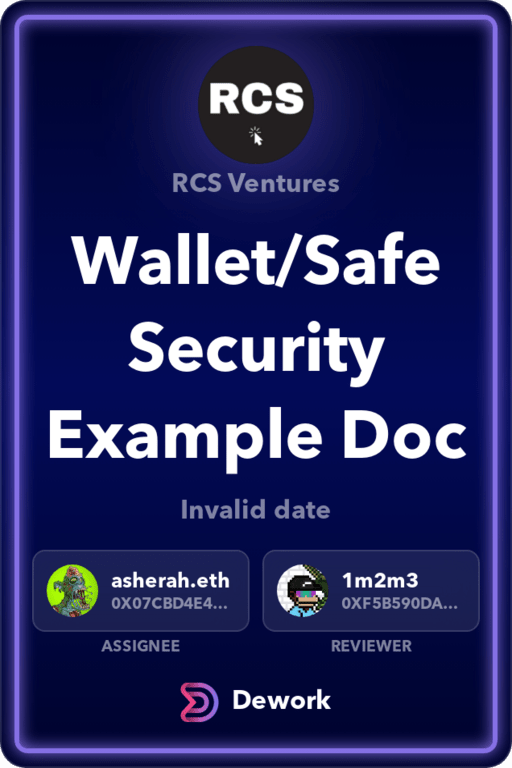 RCS
RCS Ventures
Wallet/Safe
Security
Example Doc
Invalid date
asherah.eth
0X07CBD4E4...
ASSIGNEE
1m2m3
0XF5B590DA...
REVIEWER
Dework